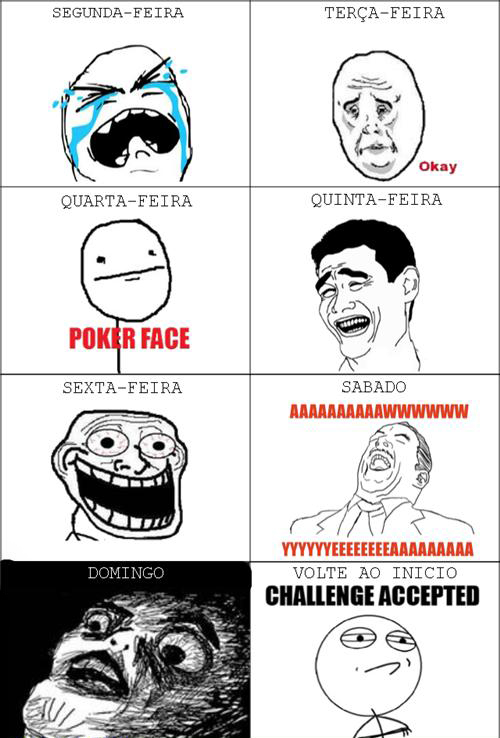 SEGUNDA-FEIRA
TERÇA-FEIRA
Okay
QUARTA-FEIRA
POKER FACE
QUINTA-FEIRA
SEXTA-FEIRA
SABADO
AAAAAAAAAAWWWWWW
YYYYYYEEEEEEEEAAAAAAAAA
DOMINGO
VOLTE AO INICIO
CHALLENGE ACCEPTED